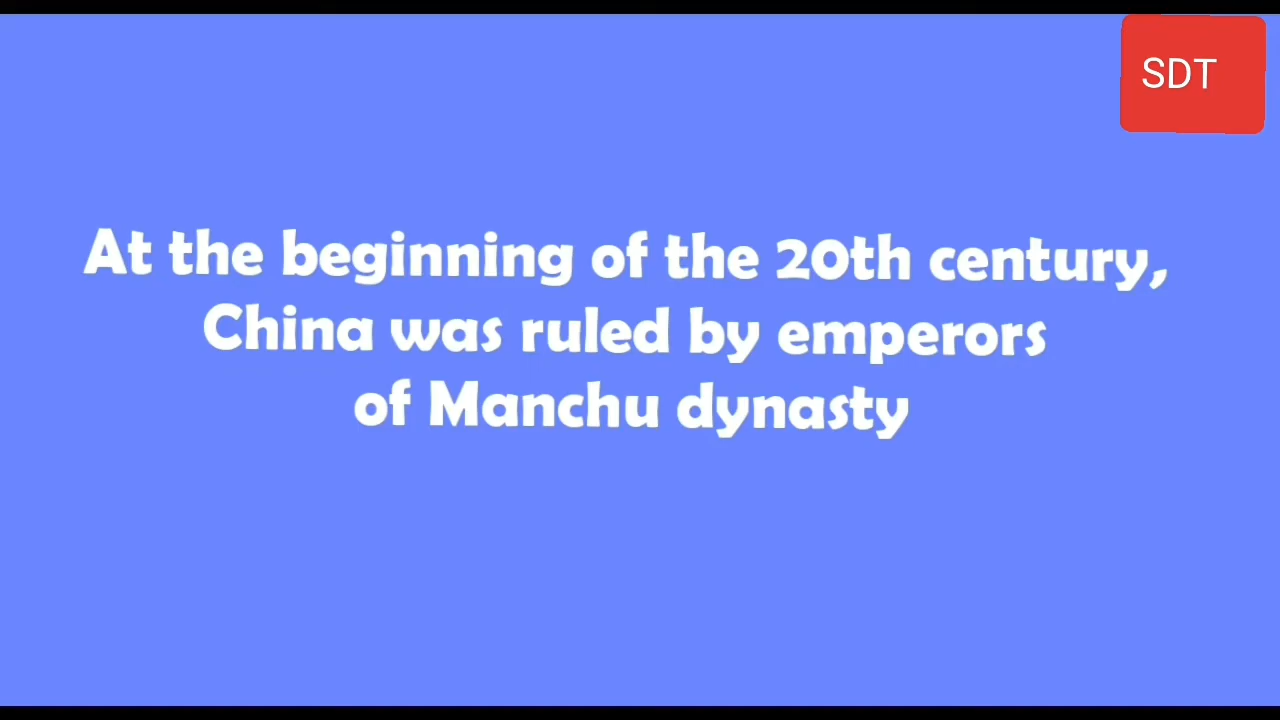 SDT
At the beginning of the 20th century,
China was ruled by emperors
of Manchu dynasty